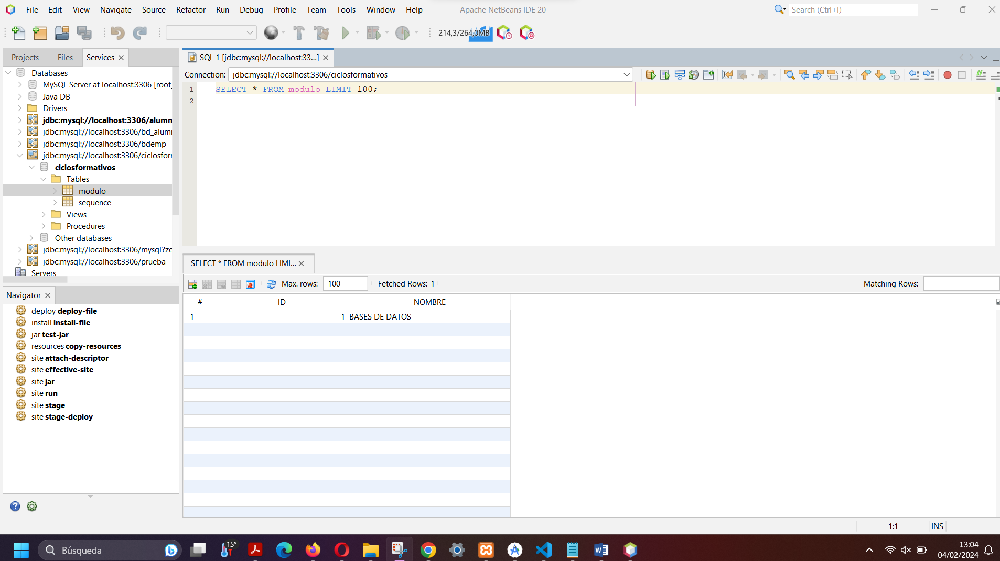 File Edit View Navigate Source Refactor Run Debug Profile Team Tools Window Help
Apache NetBeans IDE 20
Search (Ctrl+I)
214,3/264,0MB
Projects Files Services
SQL 1 [jdbc:mysql://localhost:33...]
Connection: jdbc:mysql://localhost:3306/ciclosformativos
1 SELECT * FROM modulo LIMIT 100;
2
Databases
MySQL Server at localhost:3306 [root]
Java DB
Drivers
jdbc:mysql://localhost:3306/alumn
jdbc:mysql://localhost:3306/bd_alum
jdbc:mysql://localhost:3306/bdemp
jdbc:mysql://localhost:3306/ciclosfor
ciclosformativos
Tables
modulo
sequence
Views
Procedures
Other databases
jdbc:mysql://localhost:3306/mysql?ze
jdbc:mysql://localhost:3306/prueba
Servers
SELECT * FROM modulo LIMI...
Max. rows: 100 Fetched Rows: 1
Matching Rows:
# ID NOMBRE
1 1 BASES DE DATOS
Navigator
deploy deploy-file
install install-file
jar test-jar
resources copy-resources
site attach-descriptor
site effective-site
site jar
site run
site stage
site stage-deploy
1:1 INS
Búsqueda
15°
13:04
04/02/2024